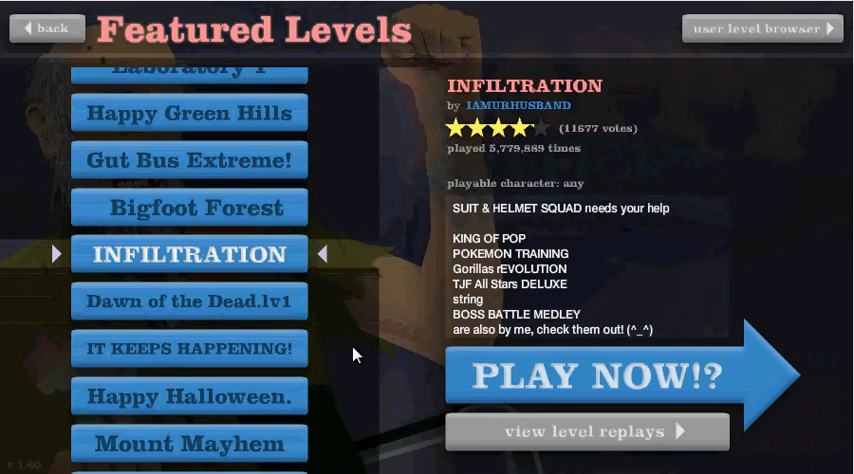 back
Featured Levels
user level browser
Laboratory 1
Happy Green Hills
Gut Bus Extreme!
Bigfoot Forest
INFILTRATION
Dawn of the Dead.lv1
IT KEEPS HAPPENING!
Happy Halloween.
Mount Mayhem
v 1.60
INFILTRATION
by IAMURHUSBAND
(11677 votes)
played 5,779,889 times
playable character: any
SUIT & HELMET SQUAD needs your help
KING OF POP
POKEMON TRAINING
Gorillas rEVOLUTION
TJF All Stars DELUXE
string
BOSS BATTLE MEDLEY
are also by me, check them out! (^_^)
PLAY NOW!?
view level replays